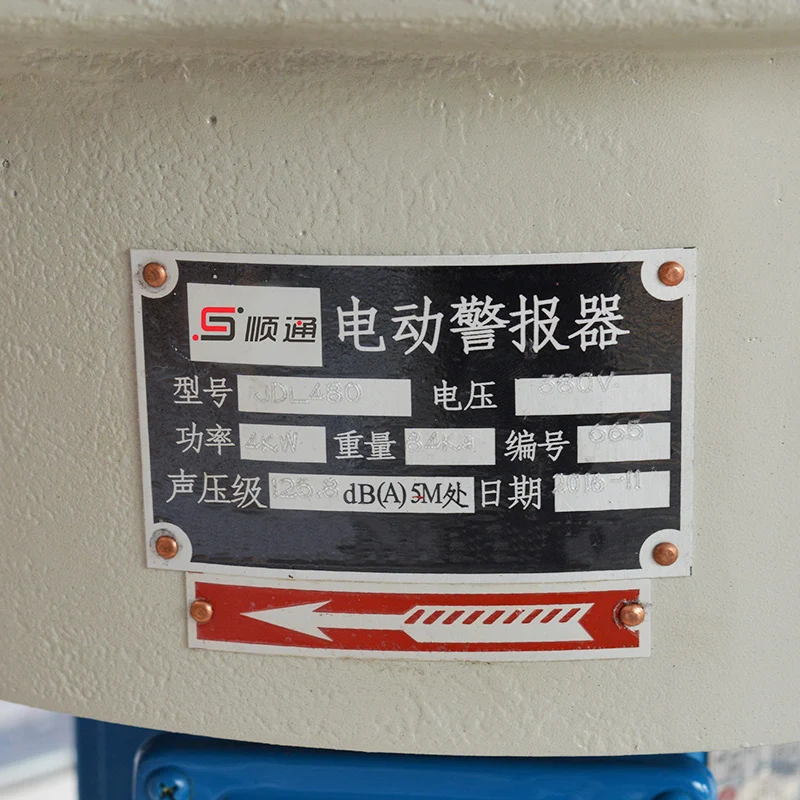 顺通 电动警报器
型号 JDL480 电压 380V
功率 4KW 重量 84KG 编号 665
声压级 125.8 dB(A) 5M处 日期 2016-11